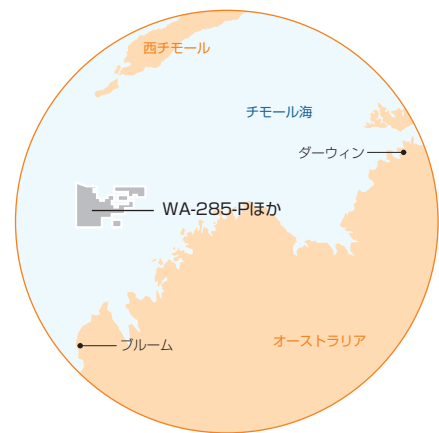 西チモール
チモール海
ダーウィン
WA-285-Pほか
オーストラリア
ブルーム